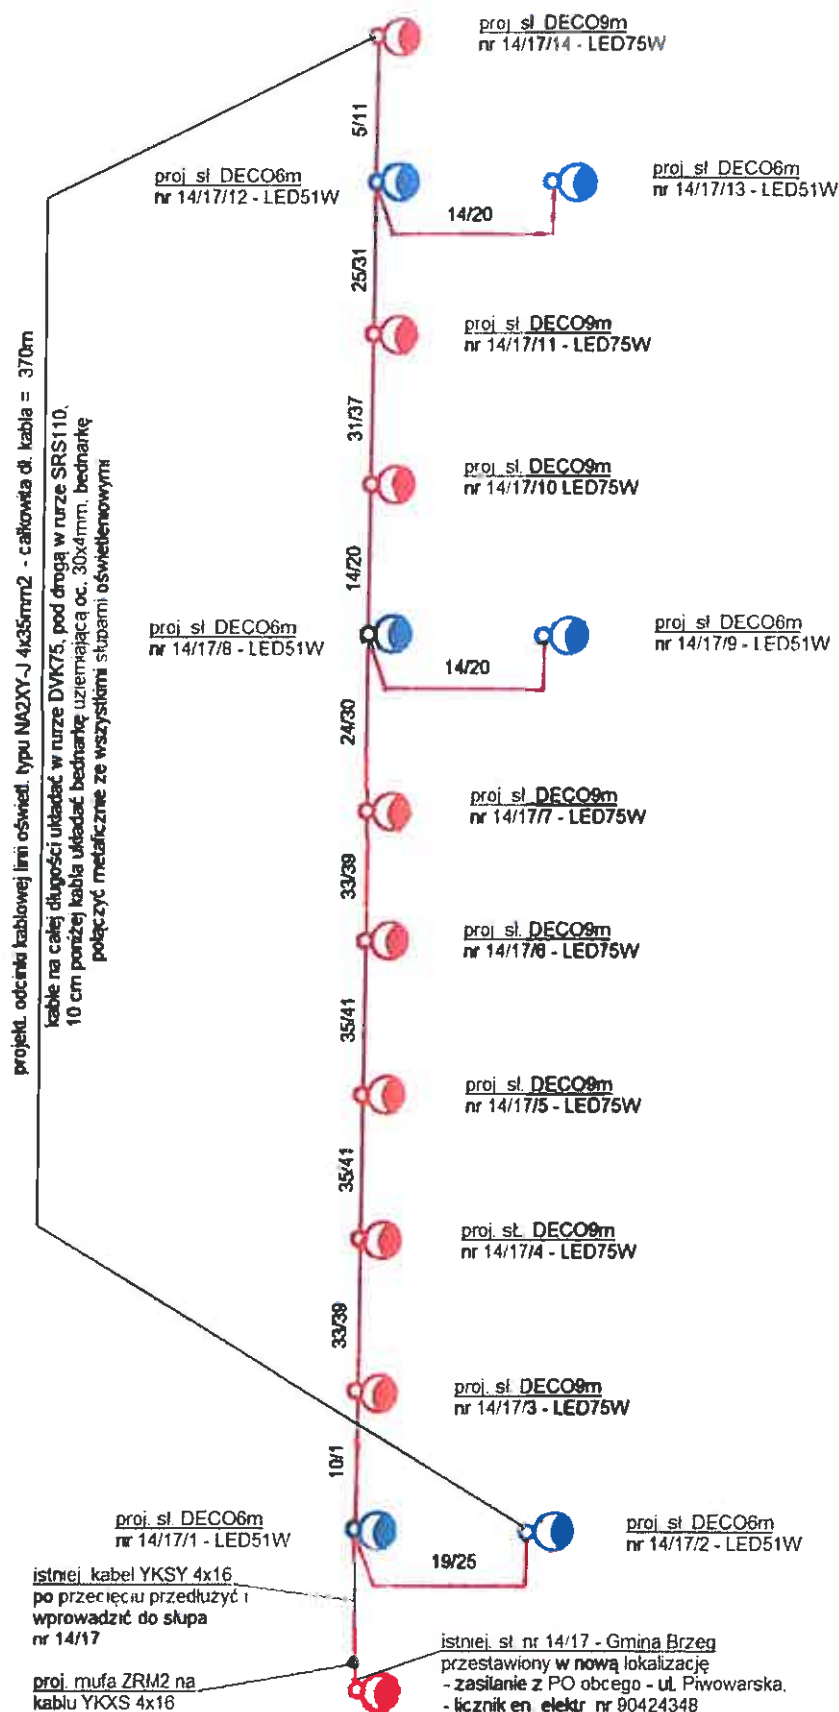 proj. sł. DECO9m
nr 14/17/14 - LED75W
5/11
proj. sł. DECO6m
nr 14/17/12 - LED51W
proj. sł. DECO6m
nr 14/17/13 - LED51W
14/20
25/31
proj. sł. DECO9m
nr 14/17/11 - LED75W
31/37
proj. sł. DECO9m
nr 14/17/10 LED75W
14/20
proj. sł. DECO6m
nr 14/17/8 - LED51W
proj. sł. DECO6m
nr 14/17/9 - LED51W
14/20
24/30
proj. sł. DECO9m
nr 14/17/7 - LED75W
33/39
proj. sł. DECO9m
nr 14/17/6 - LED75W
35/41
proj. sł. DECO9m
nr 14/17/5 - LED75W
35/41
proj. sł. DECO9m
nr 14/17/4 - LED75W
33/39
proj. sł. DECO9m
nr 14/17/3 - LED75W
10/1
proj. sł. DECO6m
nr 14/17/1 - LED51W
proj. sł. DECO6m
nr 14/17/2 - LED51W
19/25
projekt. odcinki kablowej linii oświetl. typu NA2XY-J 4x35mm2 - całkowita dł. kabla = 370m
kable na całej długości układać w rurze DVK75, pod drogą w rurze SRS110,
10 cm poniżej kabla układać bednarkę uziemiającą oc. 30x4mm, bednarkę
połączyć metalicznie ze wszystkimi słupami oświetleniowymi
istniej. kabel YKSY 4x16
po przecięciu przedłużyć i
wprowadzić do słupa
nr 14/17
proj. mufa ZRM2 na
kablu YKXS 4x16
istniej. sł. nr 14/17 - Gmina Brzeg
przestawiony w nową lokalizację
- zasilanie z PO obcego - ul. Piwowarska,
- licznik en. elektr. nr 90424348